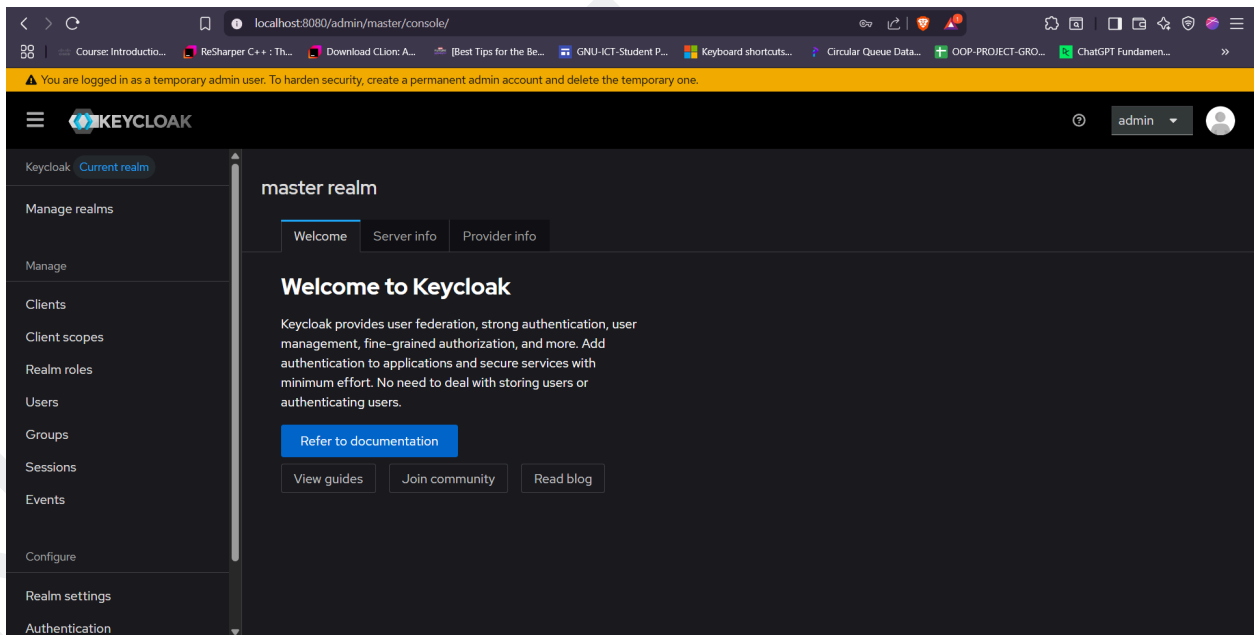 localhost:8080/admin/master/console/
Course: Introductio... ReSharper C++ : Th... Download CLion: A... [Best Tips for the Be... GNU-ICT-Student P... Keyboard shortcuts... Circular Queue Data... OOP-PROJECT-GRO... ChatGPT Fundamen... »
You are logged in as a temporary admin user. To harden security, create a permanent admin account and delete the temporary one.
KEYCLOAK
admin
Keycloak Current realm
Manage realms
Manage
Clients
Client scopes
Realm roles
Users
Groups
Sessions
Events
Configure
Realm settings
Authentication
master realm
Welcome Server info Provider info
Welcome to Keycloak
Keycloak provides user federation, strong authentication, user
management, fine-grained authorization, and more. Add
authentication to applications and secure services with
minimum effort. No need to deal with storing users or
authenticating users.
Refer to documentation
View guides Join community Read blog